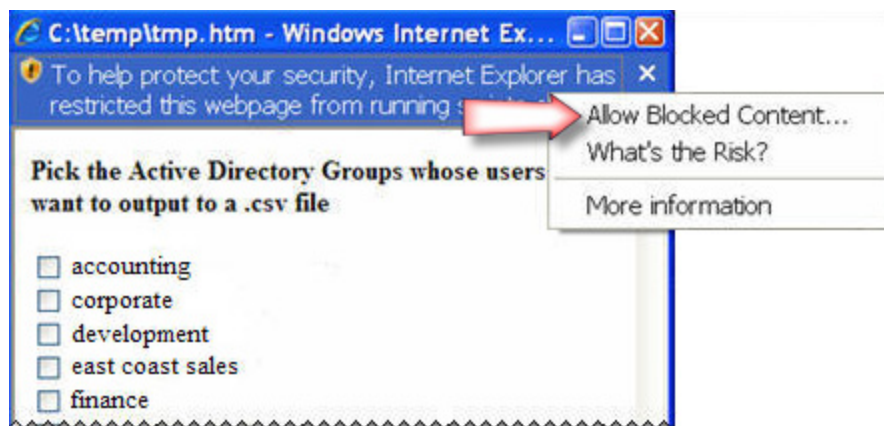 C:\temp\tmp.htm - Windows Internet Ex...
To help protect your security, Internet Explorer has
restricted this webpage from running
Allow Blocked Content...
What's the Risk?
More information
Pick the Active Directory Groups whose users
want to output to a .csv file
accounting
corporate
development
east coast sales
finance